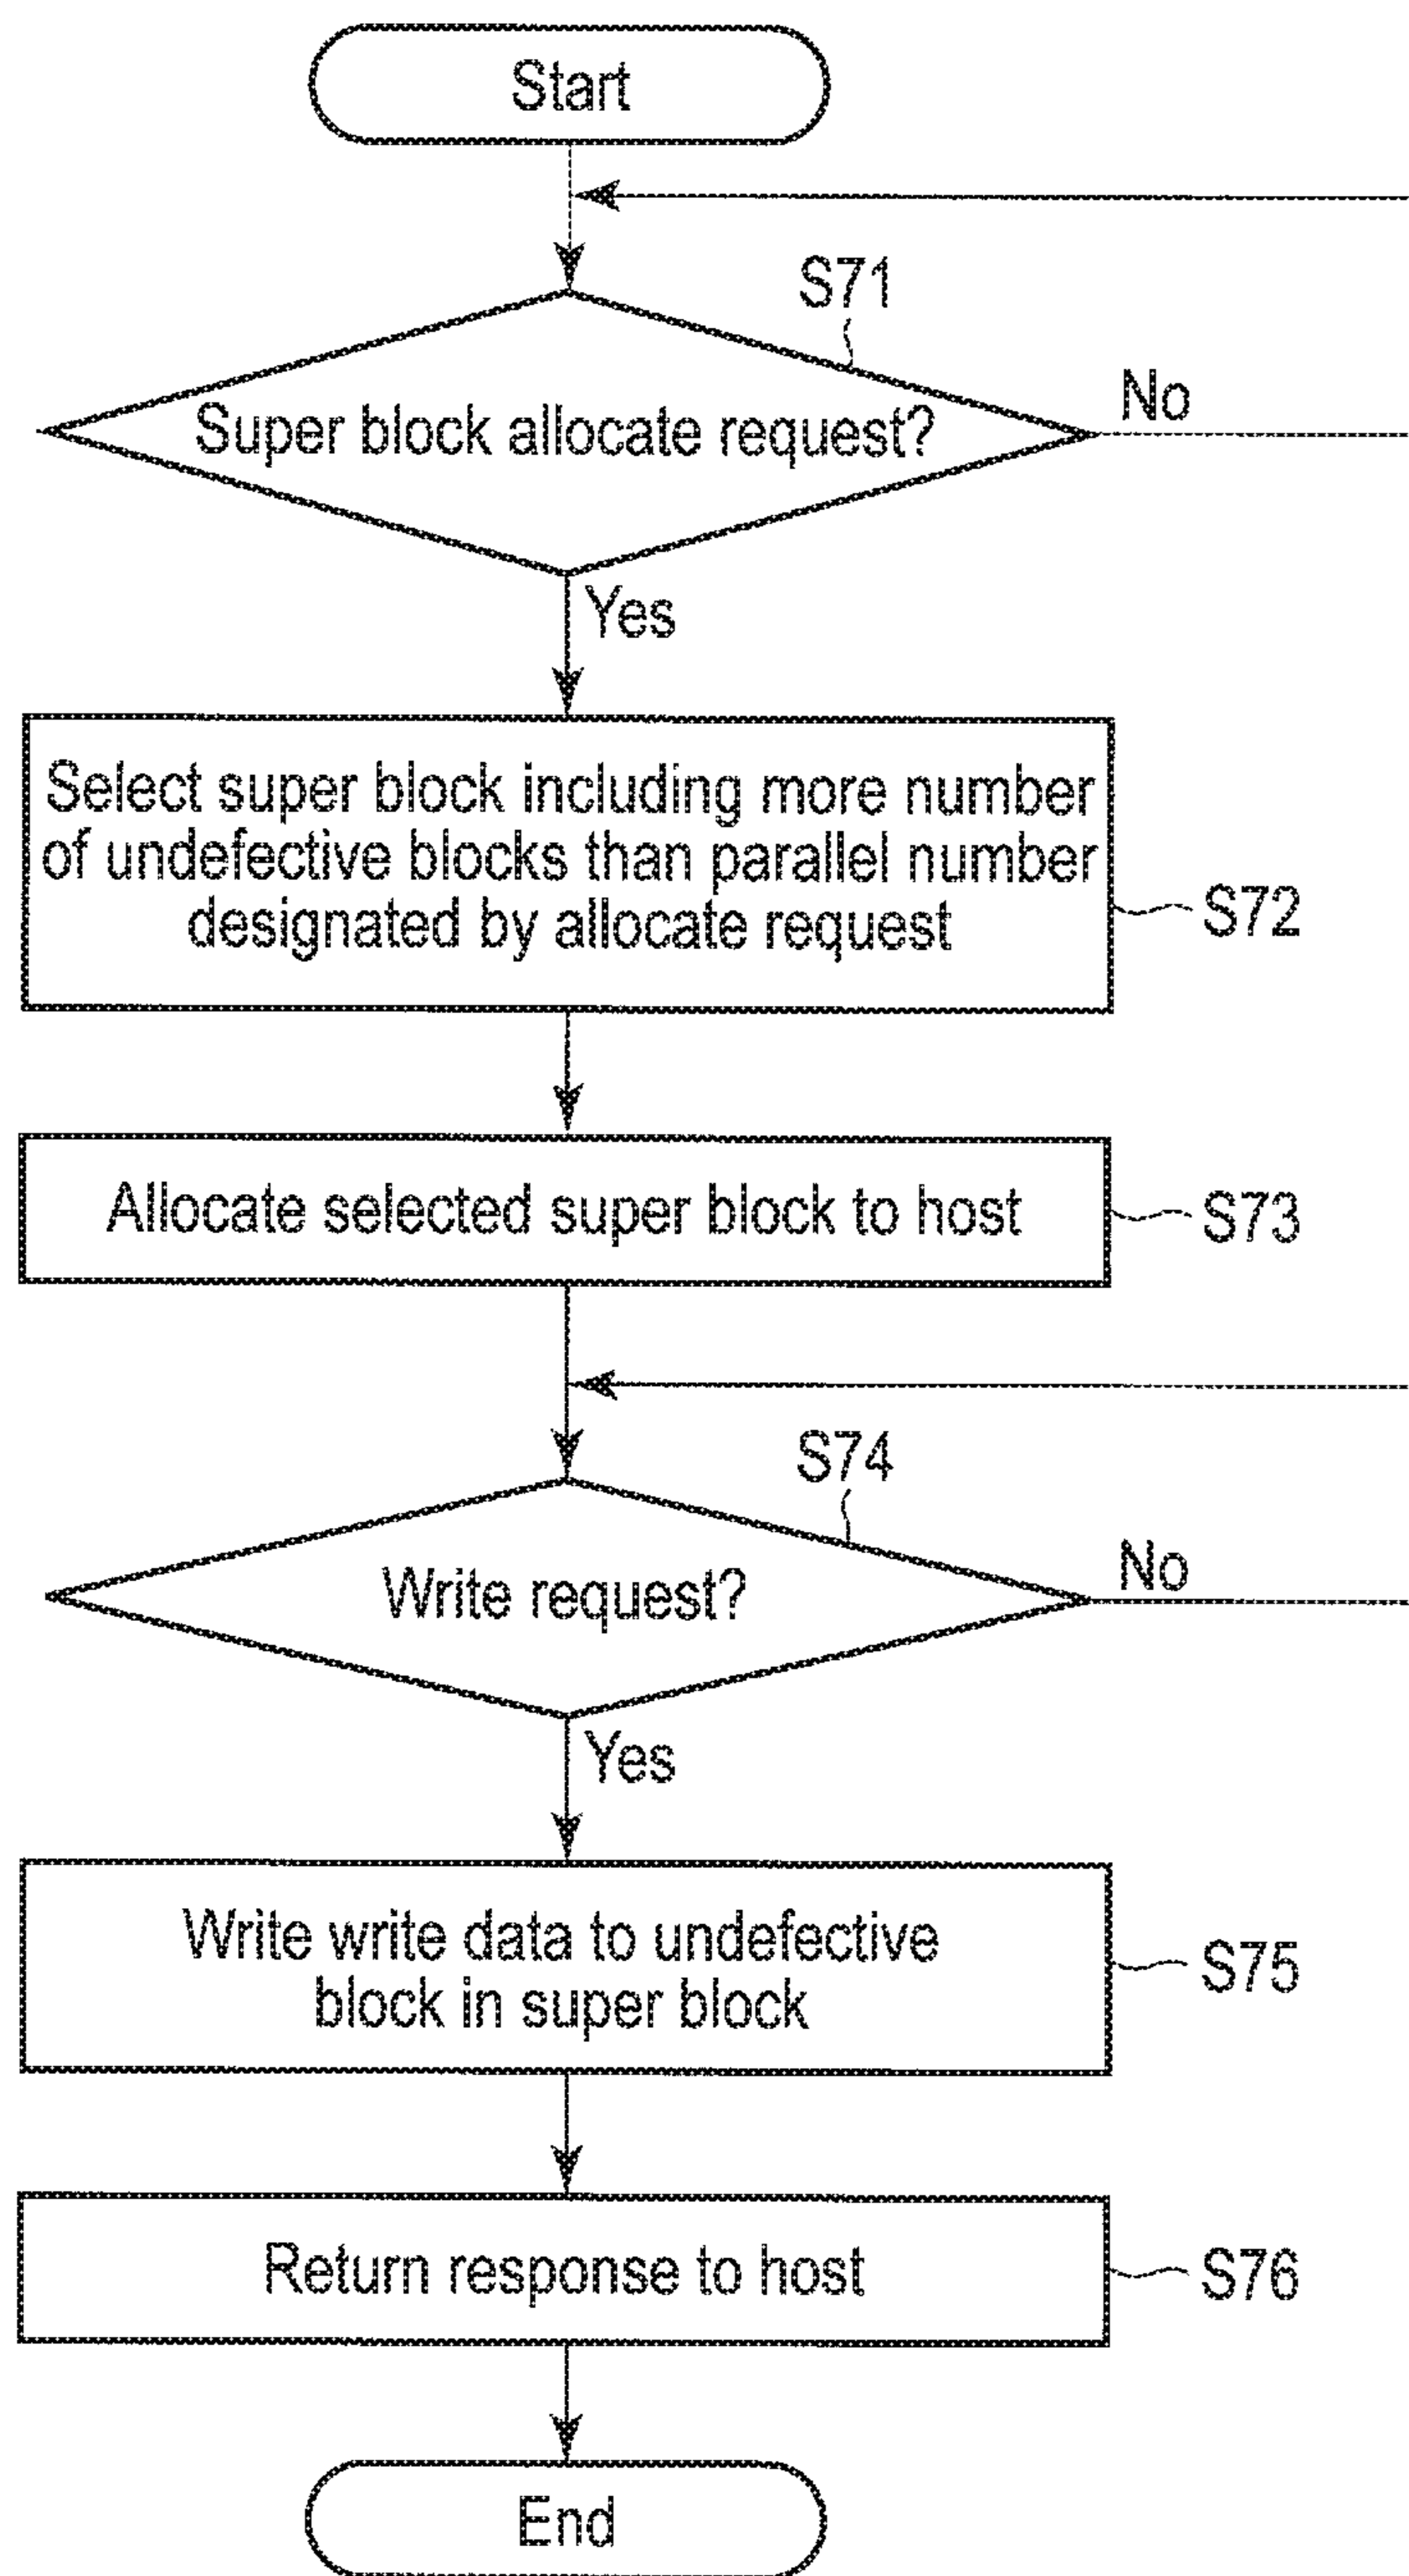 Start
S71
Super block allocate request?
No
Yes
Select super block including more number
of undefective blocks than parallel number
designated by allocate request
S72
Allocate selected super block to host
S73
S74
Write request?
No
Yes
Write write data to undefective
block in super block
S75
Return response to host
S76
End